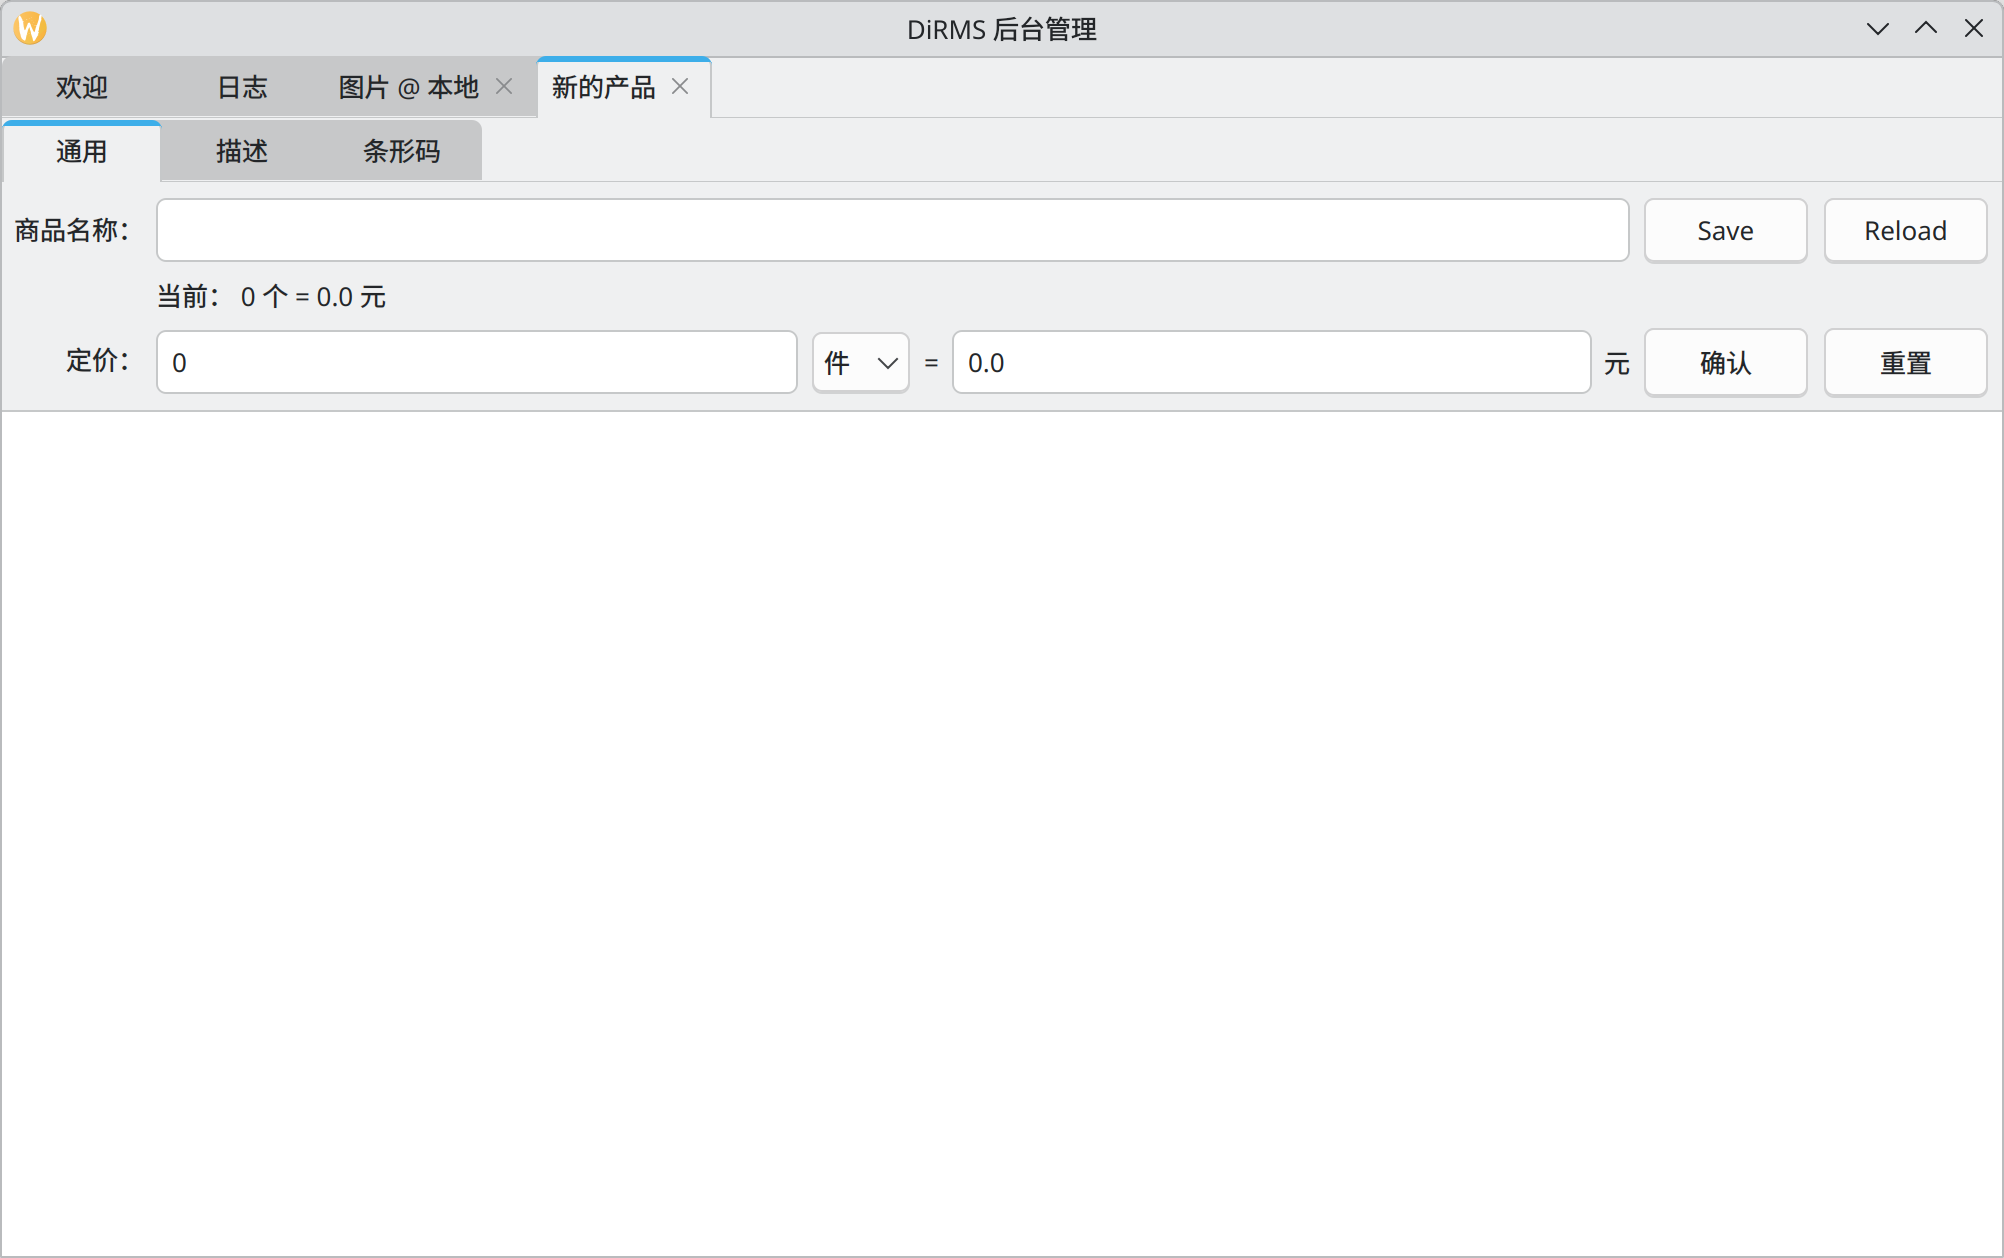 DiRMS 后台管理
欢迎 日志 图片 @ 本地 新的产品
通用 描述 条形码
商品名称： Save Reload
当前： 0 个 = 0.0 元
定价： 0 件 = 0.0 元 确认 重置